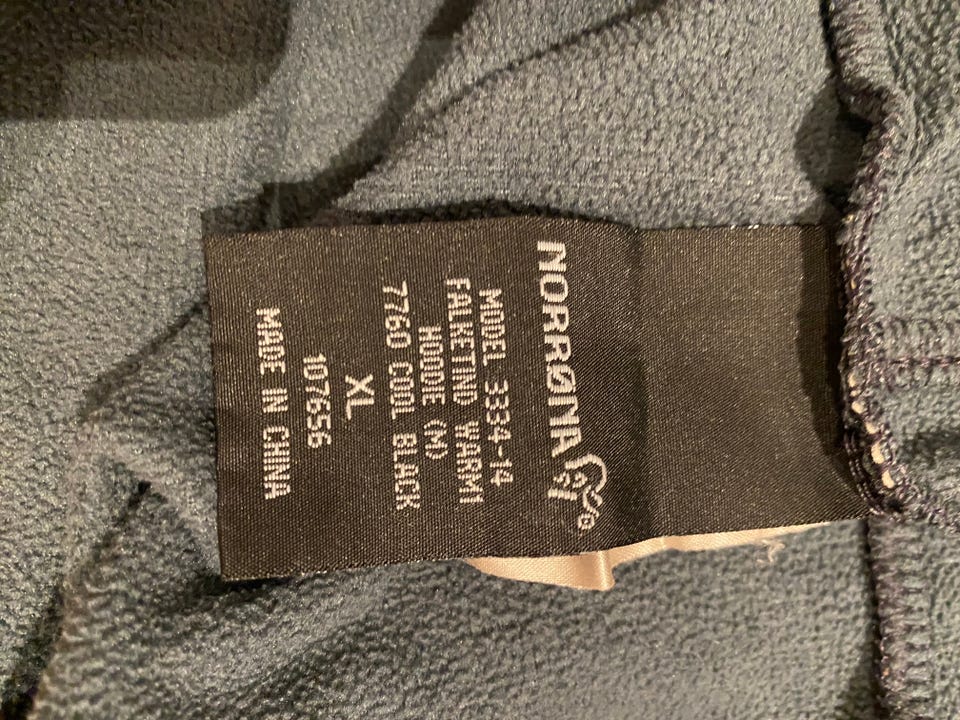 NORRØNA
MODEL 3334-14
FALKETIND WARM1
HOODIE (M)
7760 COOL BLACK
XL
107656
MADE IN CHINA